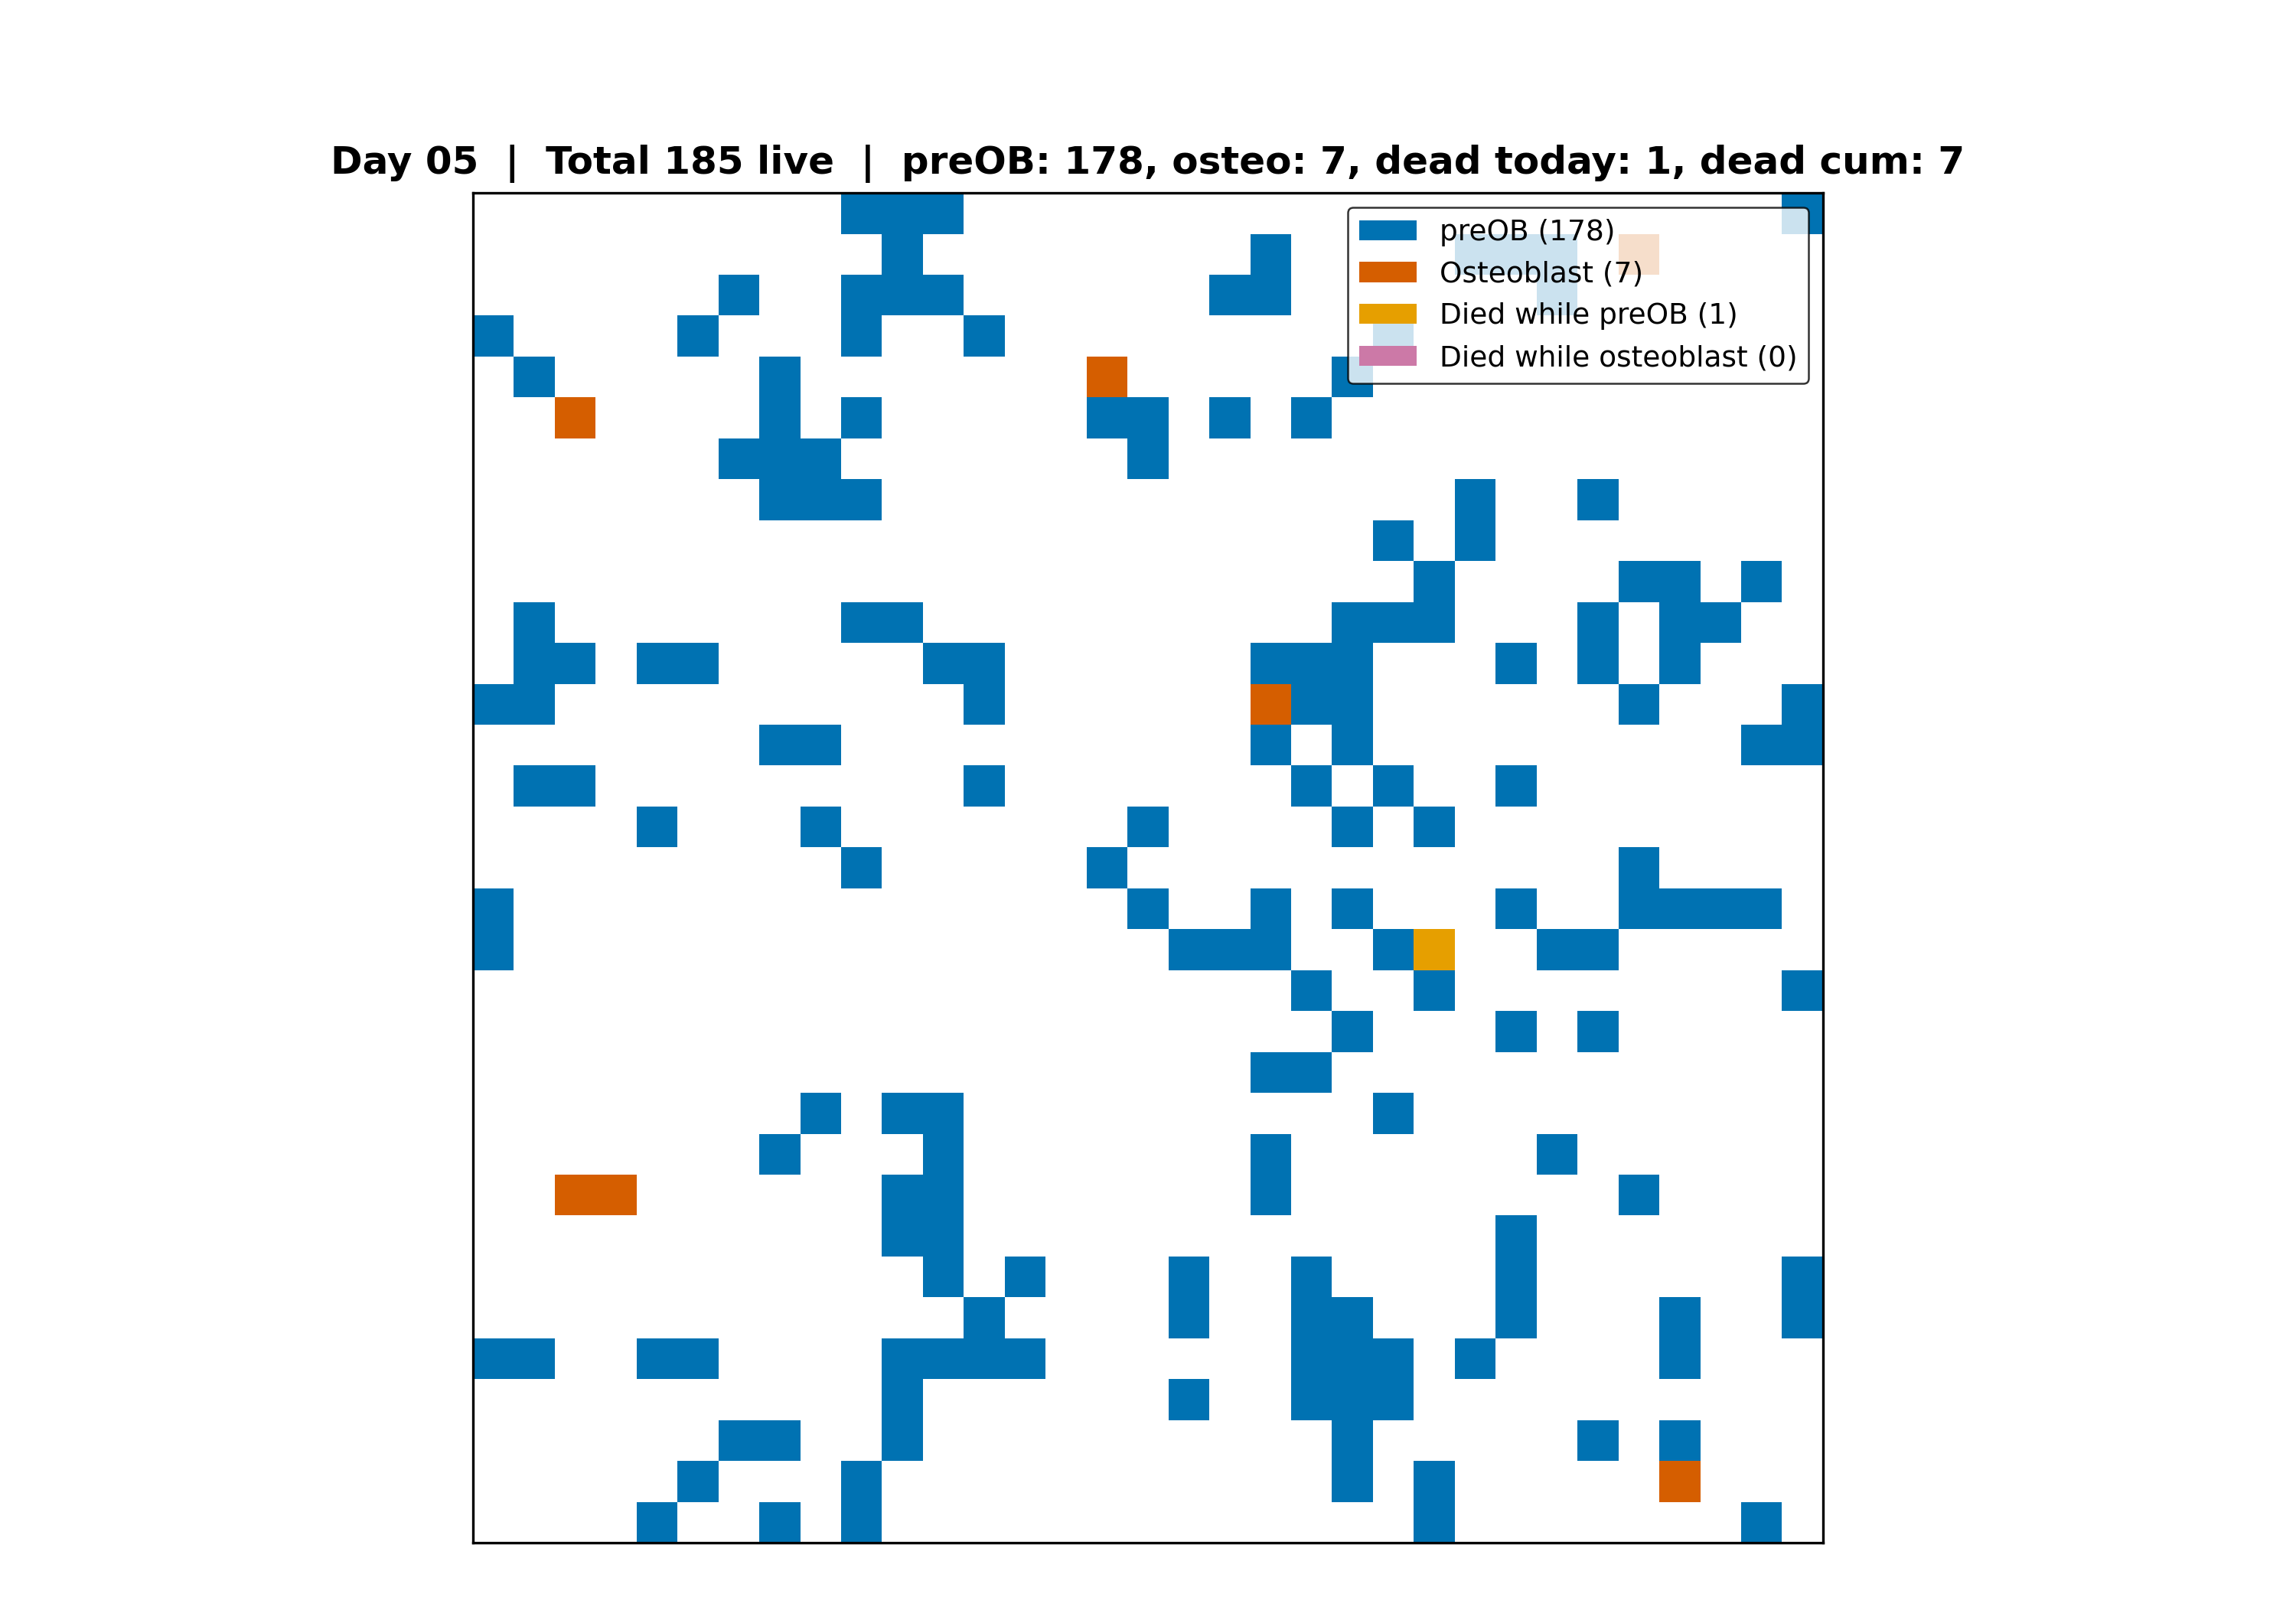 Day 05 | Total 185 live | preOB: 178, osteo: 7, dead today: 1, dead cum: 7
preOB (178)
Osteoblast (7)
Died while preOB (1)
Died while osteoblast (0)